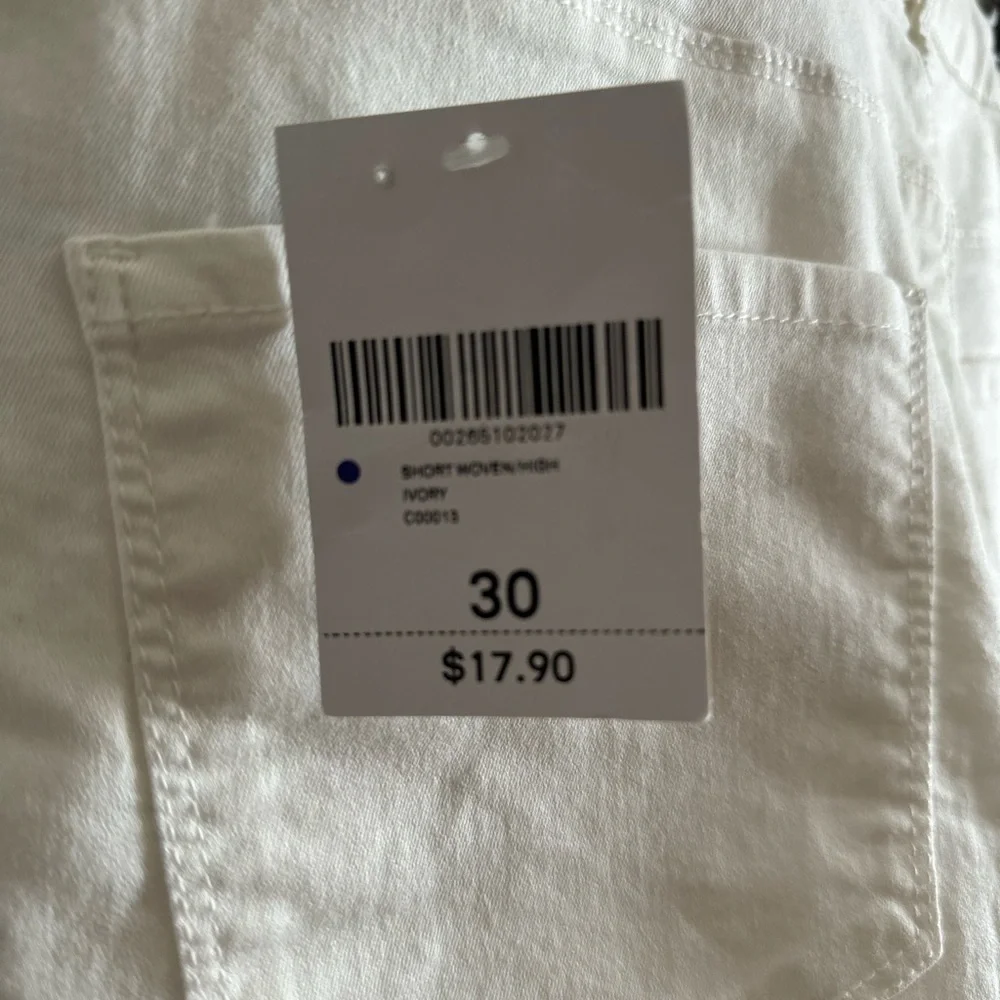 00265102027
SHORT WOVEN/HIGH
IVORY
C00013
30
$17.90